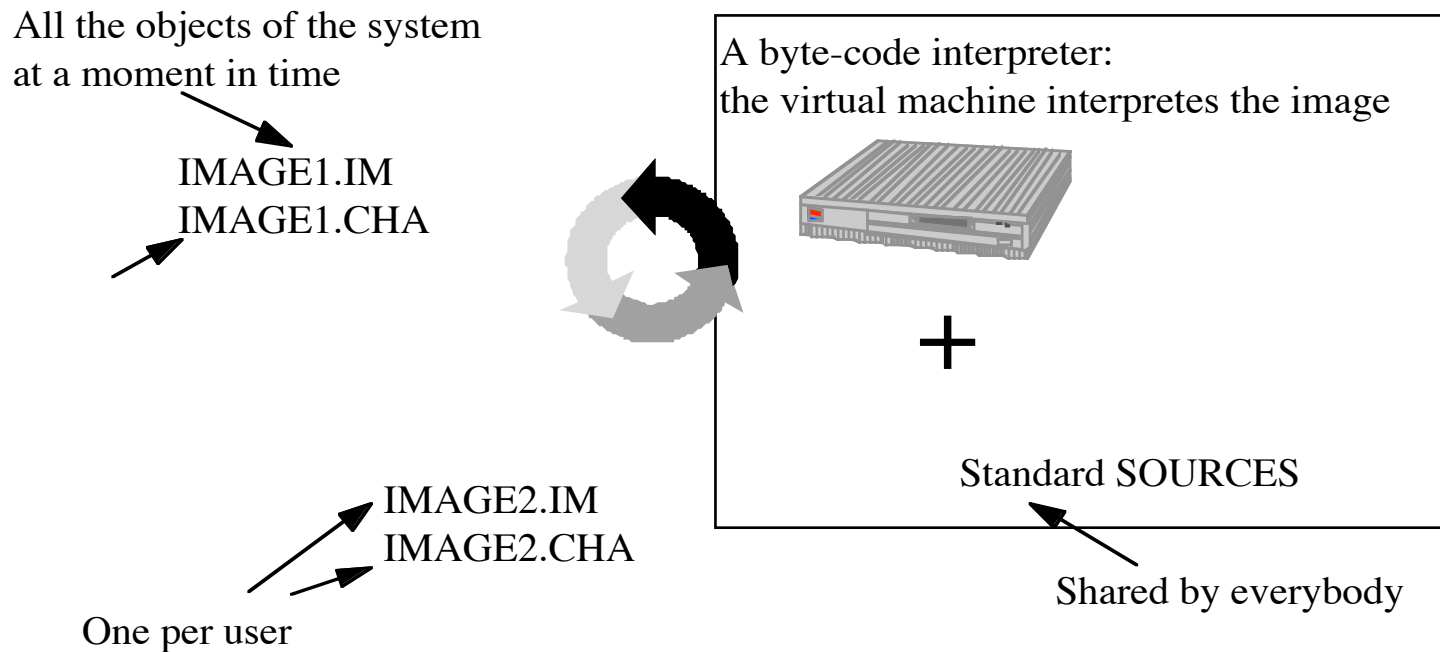 All the objects of the system
at a moment in time
IMAGE1.IM
IMAGE1.CHA
A byte-code interpreter:
the virtual machine interpretes the image
+
Standard SOURCES
IMAGE2.IM
IMAGE2.CHA
Shared by everybody
One per user